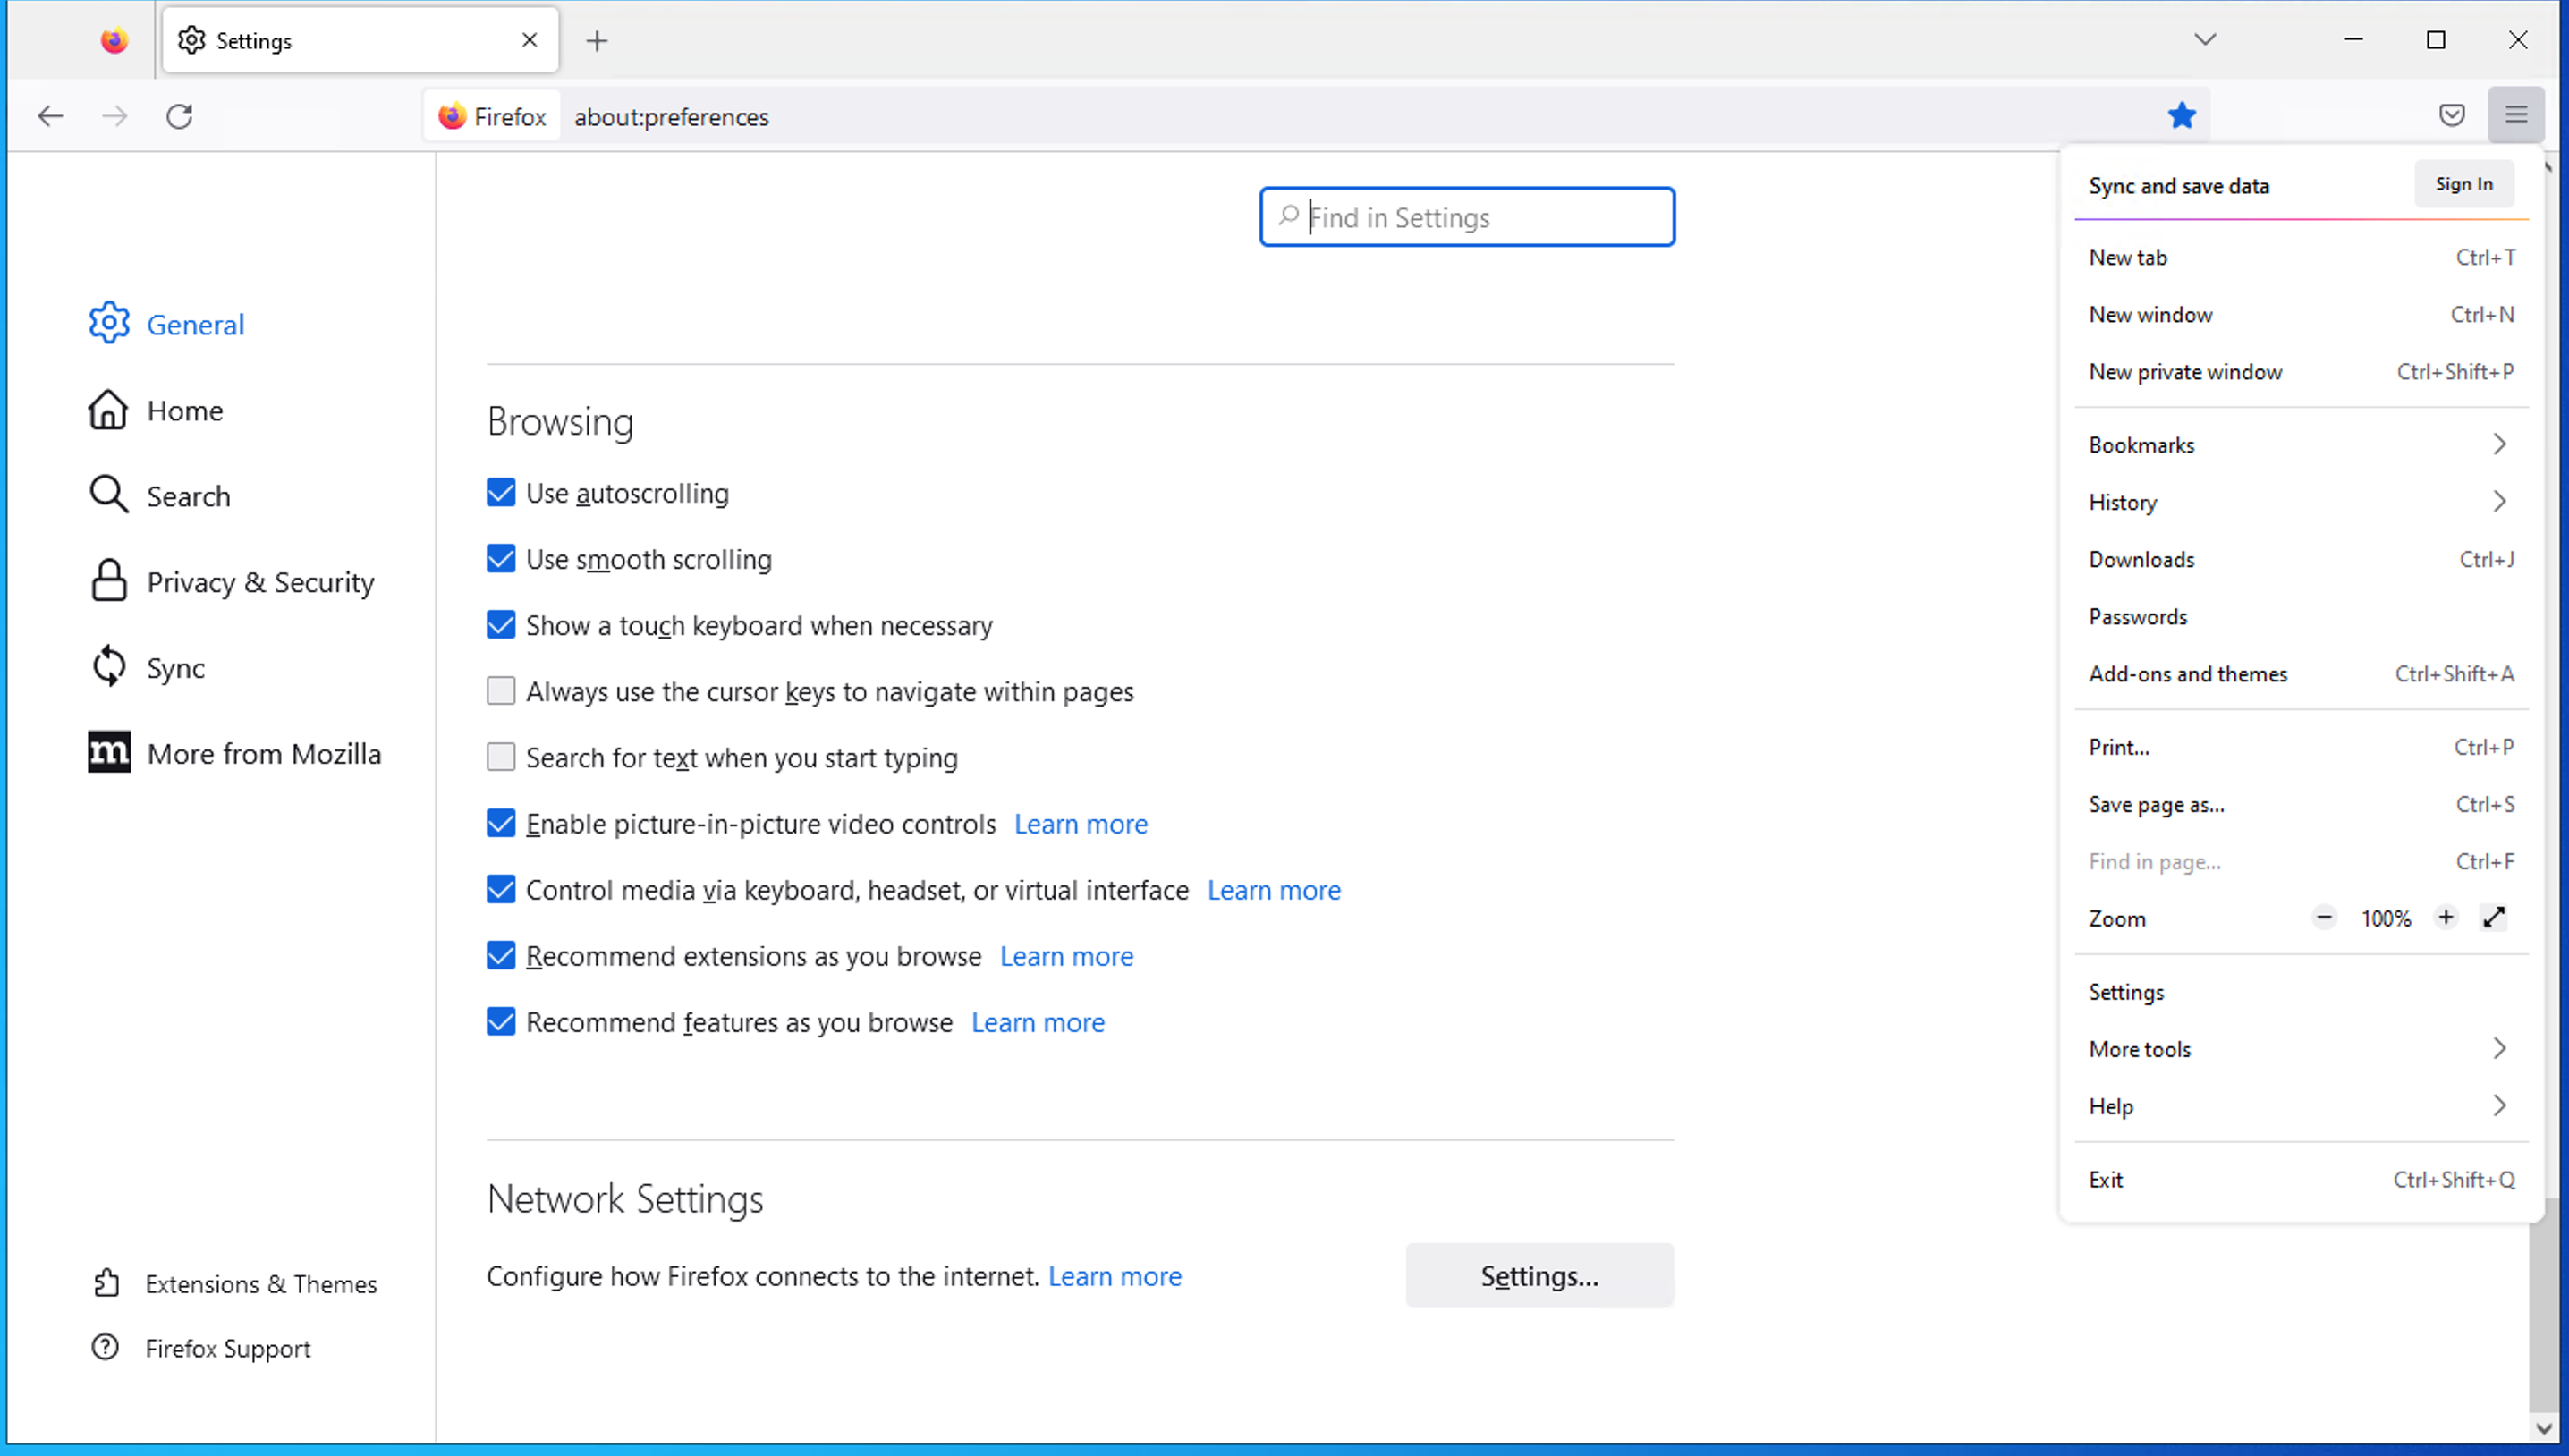 Settings
Firefox about:preferences
Find in Settings
General
Home
Search
Privacy & Security
Sync
m More from Mozilla
Extensions & Themes
Firefox Support
Browsing
Use autoscrolling
Use smooth scrolling
Show a touch keyboard when necessary
Always use the cursor keys to navigate within pages
Search for text when you start typing
Enable picture-in-picture video controls Learn more
Control media via keyboard, headset, or virtual interface Learn more
Recommend extensions as you browse Learn more
Recommend features as you browse Learn more
Network Settings
Configure how Firefox connects to the internet. Learn more Settings...
Sync and save data Sign In
New tab Ctrl+T
New window Ctrl+N
New private window Ctrl+Shift+P
Bookmarks
History
Downloads Ctrl+J
Passwords
Add-ons and themes Ctrl+Shift+A
Print... Ctrl+P
Save page as... Ctrl+S
Find in page... Ctrl+F
Zoom − 100% +
Settings
More tools
Help
Exit Ctrl+Shift+Q